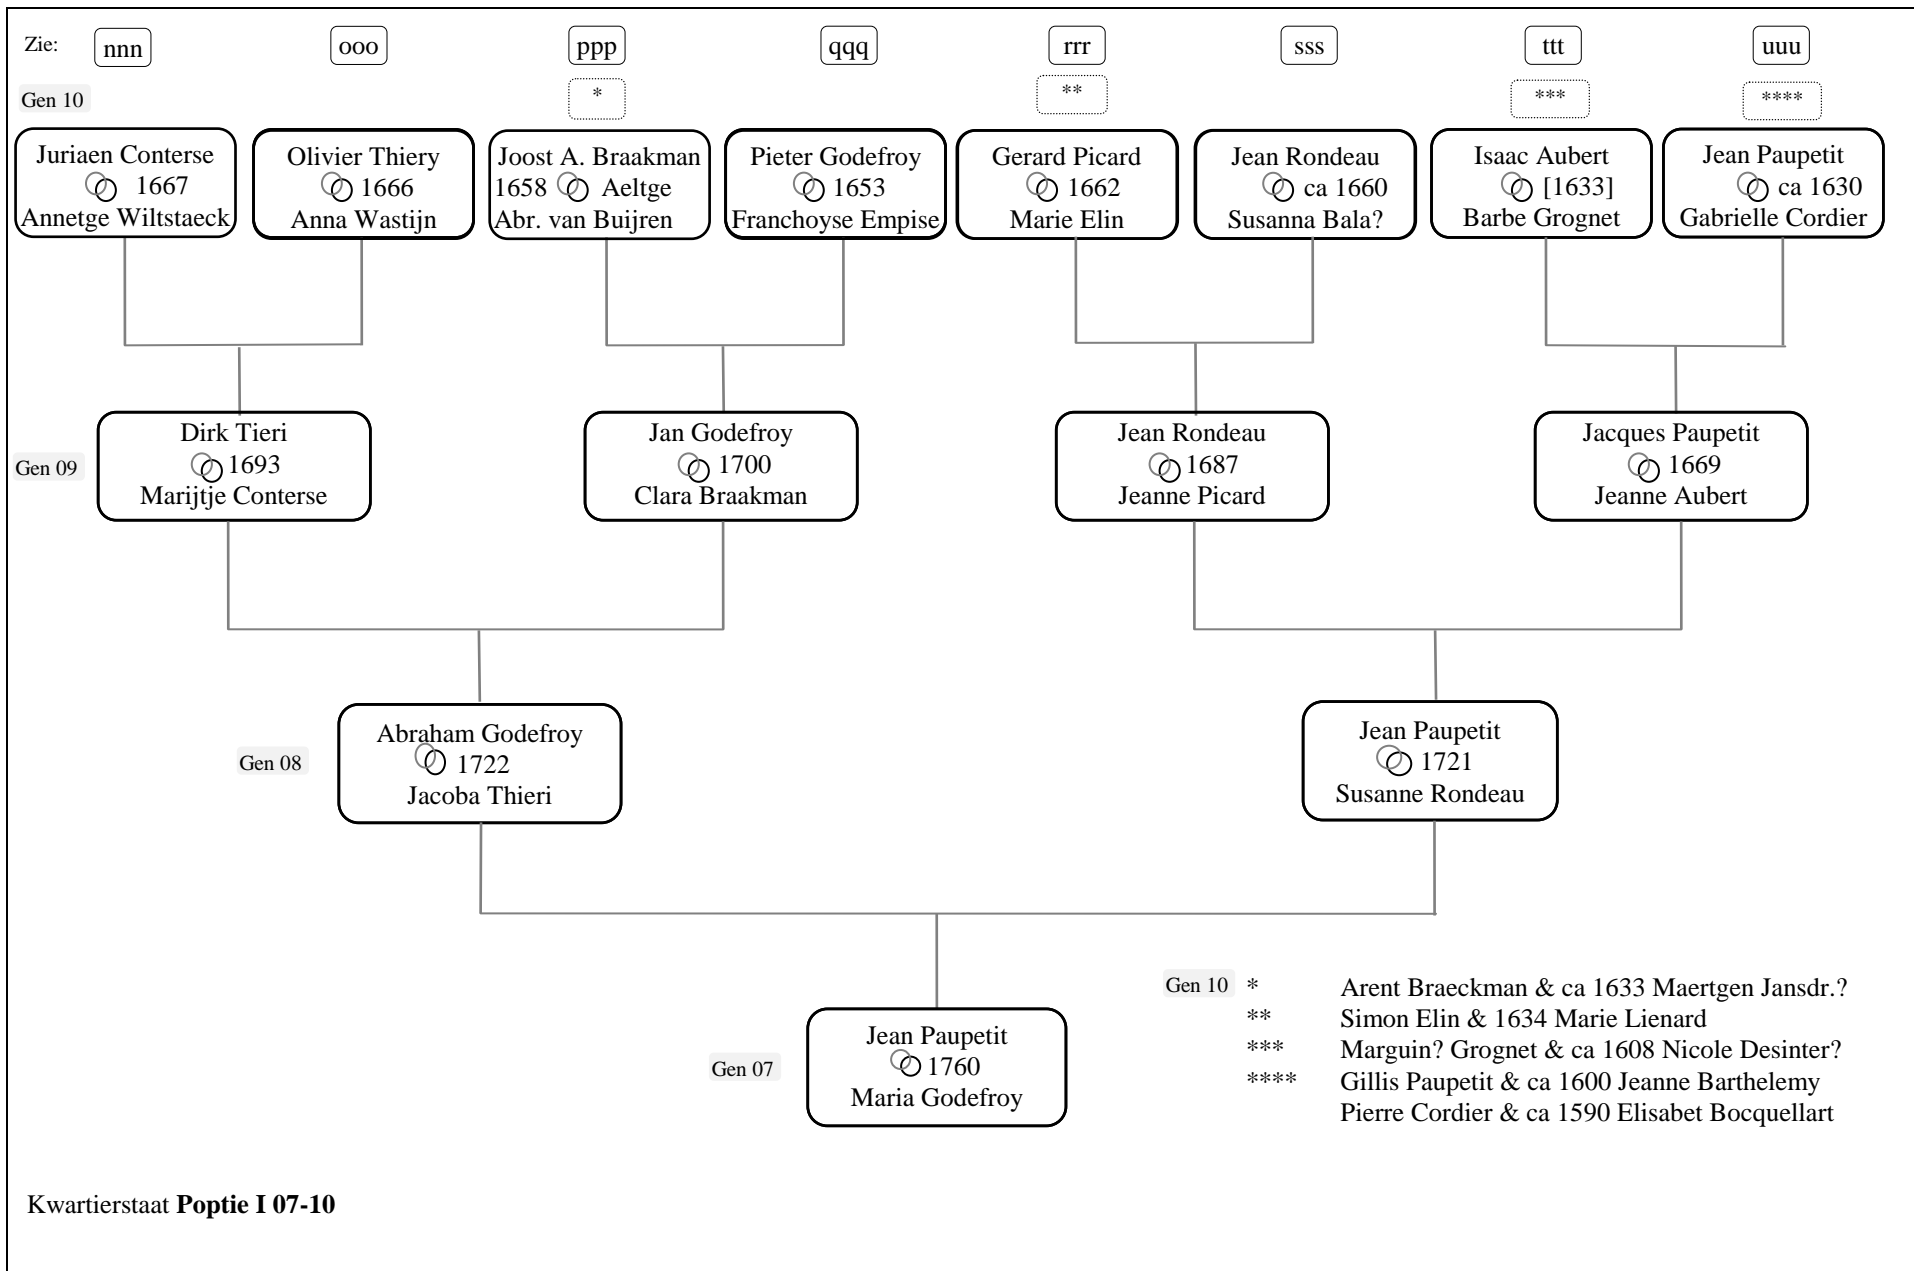 Zie: nnn ooo ppp qqq rrr sss ttt uuu
Gen 10 * ** *** ****
Juriaen Conterse
1667
Annetge Wiltstaeck
Olivier Thiery
1666
Anna Wastijn
Joost A. Braakman
1658 Aeltge
Abr. van Buijren
Pieter Godefroy
1653
Franchoyse Empise
Gerard Picard
1662
Marie Elin
Jean Rondeau
ca 1660
Susanna Bala?
Isaac Aubert
[1633]
Barbe Grognet
Jean Paupetit
ca 1630
Gabrielle Cordier
Gen 09
Dirk Tieri
1693
Marijtje Conterse
Jan Godefroy
1700
Clara Braakman
Jean Rondeau
1687
Jeanne Picard
Jacques Paupetit
1669
Jeanne Aubert
Gen 08
Abraham Godefroy
1722
Jacoba Thieri
Jean Paupetit
1721
Susanne Rondeau
Gen 07
Jean Paupetit
1760
Maria Godefroy
Gen 10 * Arent Braeckman & ca 1633 Maertgen Jansdr.?
** Simon Elin & 1634 Marie Lienard
*** Marguin? Grognet & ca 1608 Nicole Desinter?
**** Gillis Paupetit & ca 1600 Jeanne Barthelemy
Pierre Cordier & ca 1590 Elisabet Bocquellart
Kwartierstaat Poptie I 07-10